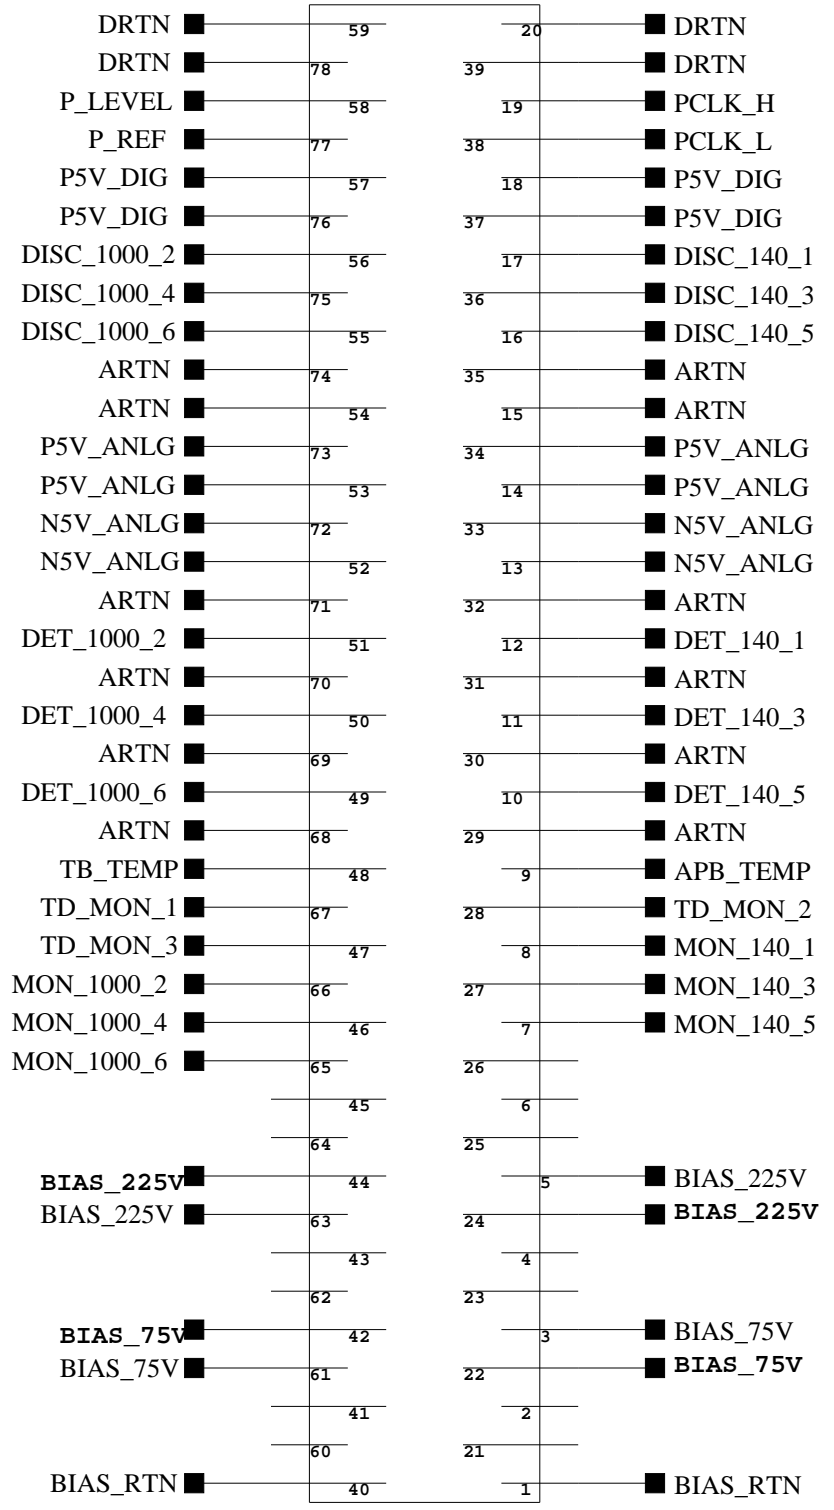 DRTN 59 20 DRTN
DRTN 78 39 DRTN
P_LEVEL 58 19 PCLK_H
P_REF 77 38 PCLK_L
P5V_DIG 57 18 P5V_DIG
P5V_DIG 76 37 P5V_DIG
DISC_1000_2 56 17 DISC_140_1
DISC_1000_4 75 36 DISC_140_3
DISC_1000_6 55 16 DISC_140_5
ARTN 74 35 ARTN
ARTN 54 15 ARTN
P5V_ANLG 73 34 P5V_ANLG
P5V_ANLG 53 14 P5V_ANLG
N5V_ANLG 72 33 N5V_ANLG
N5V_ANLG 52 13 N5V_ANLG
ARTN 71 32 ARTN
DET_1000_2 51 12 DET_140_1
ARTN 70 31 ARTN
DET_1000_4 50 11 DET_140_3
ARTN 69 30 ARTN
DET_1000_6 49 10 DET_140_5
ARTN 68 29 ARTN
TB_TEMP 48 9 APB_TEMP
TD_MON_1 67 28 TD_MON_2
TD_MON_3 47 8 MON_140_1
MON_1000_2 66 27 MON_140_3
MON_1000_4 46 7 MON_140_5
MON_1000_6 65 26
45 6
64 25
BIAS_225V 44 5 BIAS_225V
BIAS_225V 63 24 BIAS_225V
43 4
62 23
BIAS_75V 42 3 BIAS_75V
BIAS_75V 61 22 BIAS_75V
41 2
60 21
BIAS_RTN 40 1 BIAS_RTN